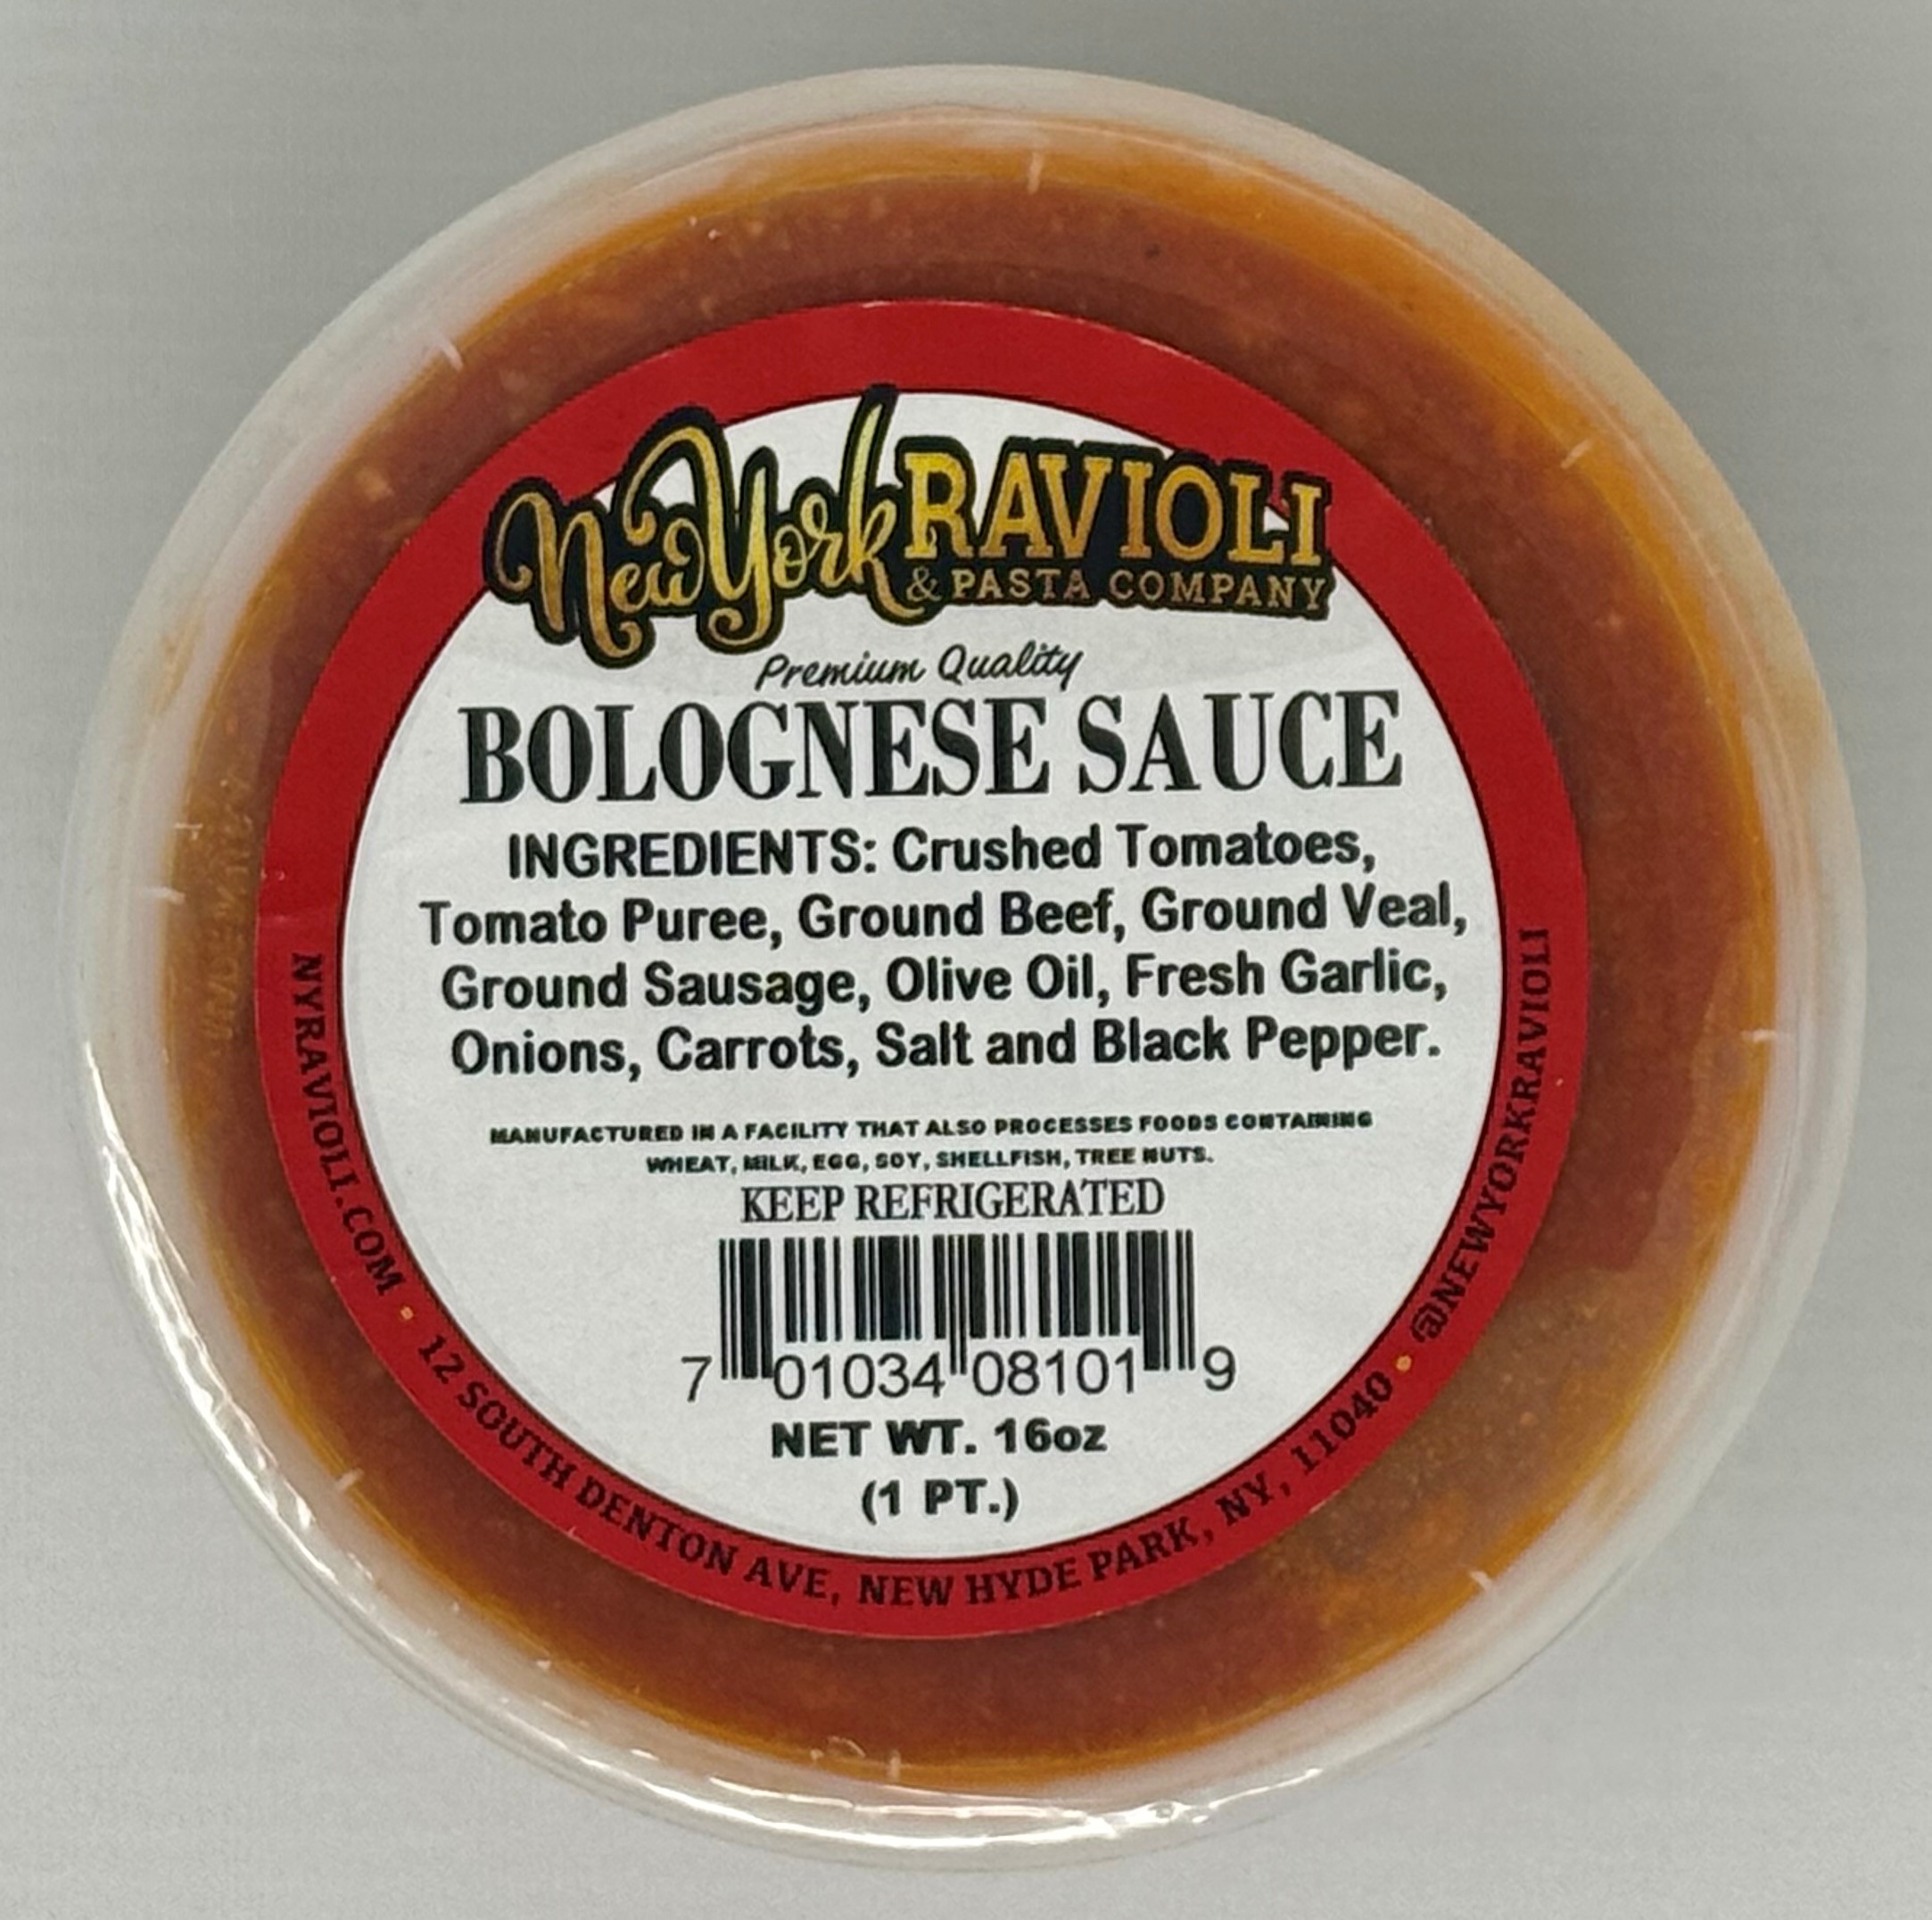 New York RAVIOLI
& PASTA COMPANY
Premium Quality
BOLOGNESE SAUCE
INGREDIENTS: Crushed Tomatoes,
Tomato Puree, Ground Beef, Ground Veal,
Ground Sausage, Olive Oil, Fresh Garlic,
Onions, Carrots, Salt and Black Pepper.
MANUFACTURED IN A FACILITY THAT ALSO PROCESSES FOODS CONTAINING
WHEAT, MILK, EGG, SOY, SHELLFISH, TREE NUTS.
KEEP REFRIGERATED
7 01034 08101 9
NET WT. 16oz
(1 PT.)
NYRAVIOLI.COM • 12 SOUTH DENTON AVE, NEW HYDE PARK, NY, 11040 • @NEWYORKRAVIOLI